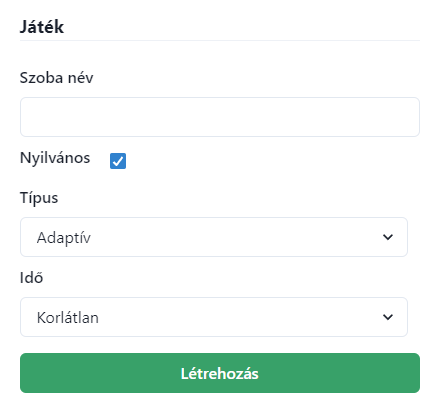 Játék
Szoba név
Nyilvános
Típus
Adaptív
Idő
Korlátlan
Létrehozás